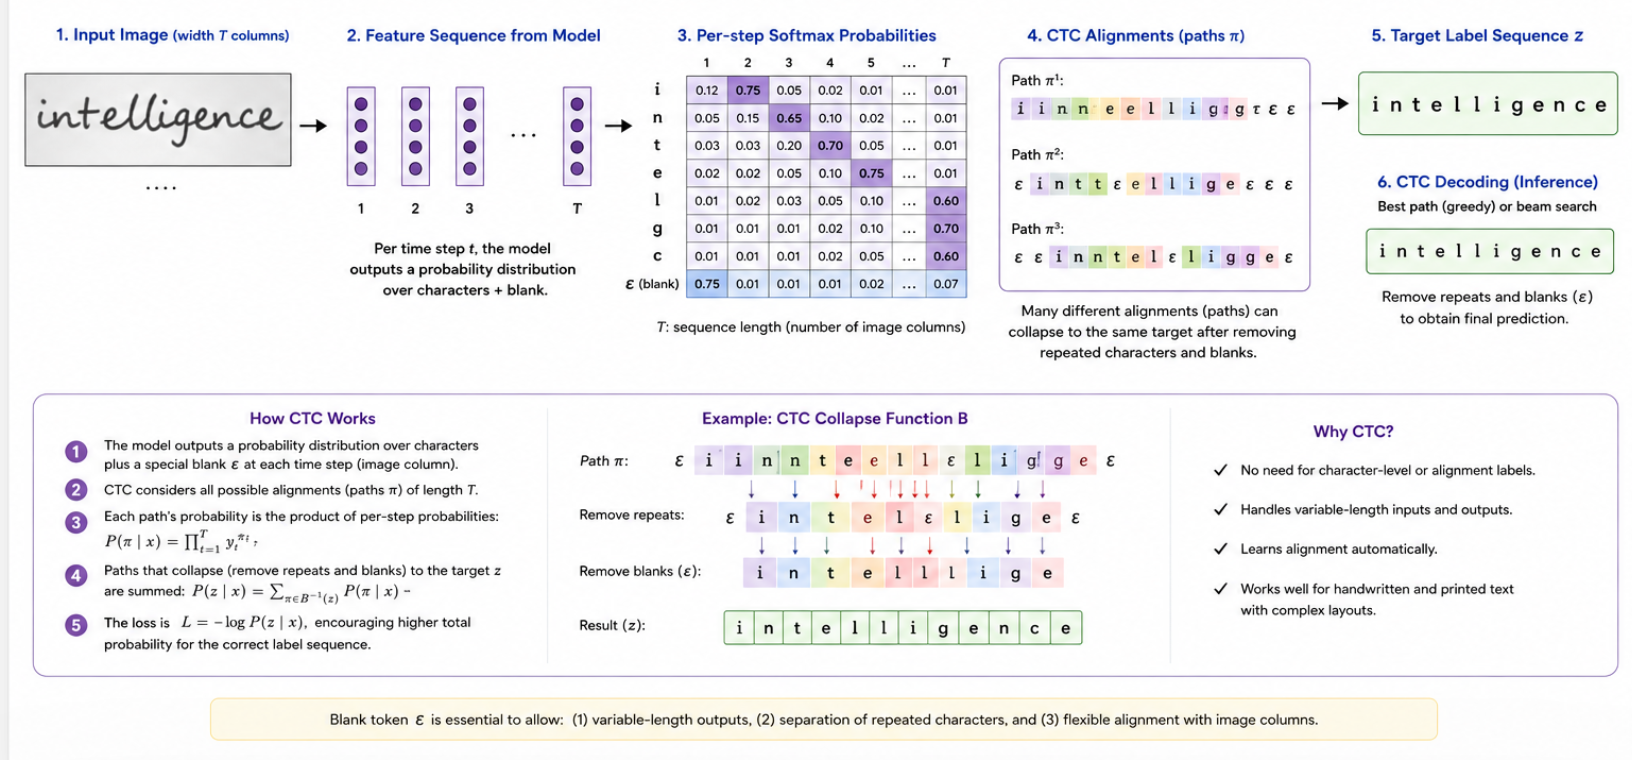 1. Input Image (width T columns)
intelligence
....
2. Feature Sequence from Model
...
1 2 3 T
Per time step t, the model
outputs a probability distribution
over characters + blank.
3. Per-step Softmax Probabilities
1 2 3 4 5 ... T
i 0.12 0.75 0.05 0.02 0.01 ... 0.01
n 0.05 0.15 0.65 0.10 0.02 ... 0.01
t 0.03 0.03 0.20 0.70 0.05 ... 0.01
e 0.02 0.02 0.05 0.10 0.75 ... 0.01
l 0.01 0.02 0.03 0.05 0.10 ... 0.60
g 0.01 0.01 0.01 0.02 0.10 ... 0.70
c 0.01 0.01 0.01 0.02 0.05 ... 0.60
ε (blank) 0.75 0.01 0.01 0.01 0.02 ... 0.07
T: sequence length (number of image columns)
4. CTC Alignments (paths π)
Path π¹:
i i n n e e l l i g g τ ε ε
Path π²:
ε i n t t ε e l l i g e ε ε ε
Path π³:
ε ε i n n t e l ε l i g g e ε
Many different alignments (paths) can
collapse to the same target after removing
repeated characters and blanks.
5. Target Label Sequence z
i n t e l l i g e n c e
6. CTC Decoding (Inference)
Best path (greedy) or beam search
i n t e l l i g e n c e
Remove repeats and blanks (ε)
to obtain final prediction.
How CTC Works
1 The model outputs a probability distribution over characters
plus a special blank ε at each time step (image column).
2 CTC considers all possible alignments (paths π) of length T.
3 Each path's probability is the product of per-step probabilities:
P(π | x) = ∏ᵀₜ₌₁ yₜ^πₜ ,
4 Paths that collapse (remove repeats and blanks) to the target z
are summed: P(z | x) = ∑π∈B⁻¹(z) P(π | x) –
5 The loss is L = −log P(z | x), encouraging higher total
probability for the correct label sequence.
Example: CTC Collapse Function B
Path π: ε i i n n t e e l l ε l i g g e ε
Remove repeats: ε i n t e l ε l i g e ε
Remove blanks (ε): i n t e l l l i g e
Result (z): i n t e l l i g e n c e
Why CTC?
✓ No need for character-level or alignment labels.
✓ Handles variable-length inputs and outputs.
✓ Learns alignment automatically.
✓ Works well for handwritten and printed text
with complex layouts.
Blank token ε is essential to allow: (1) variable-length outputs, (2) separation of repeated characters, and (3) flexible alignment with image columns.